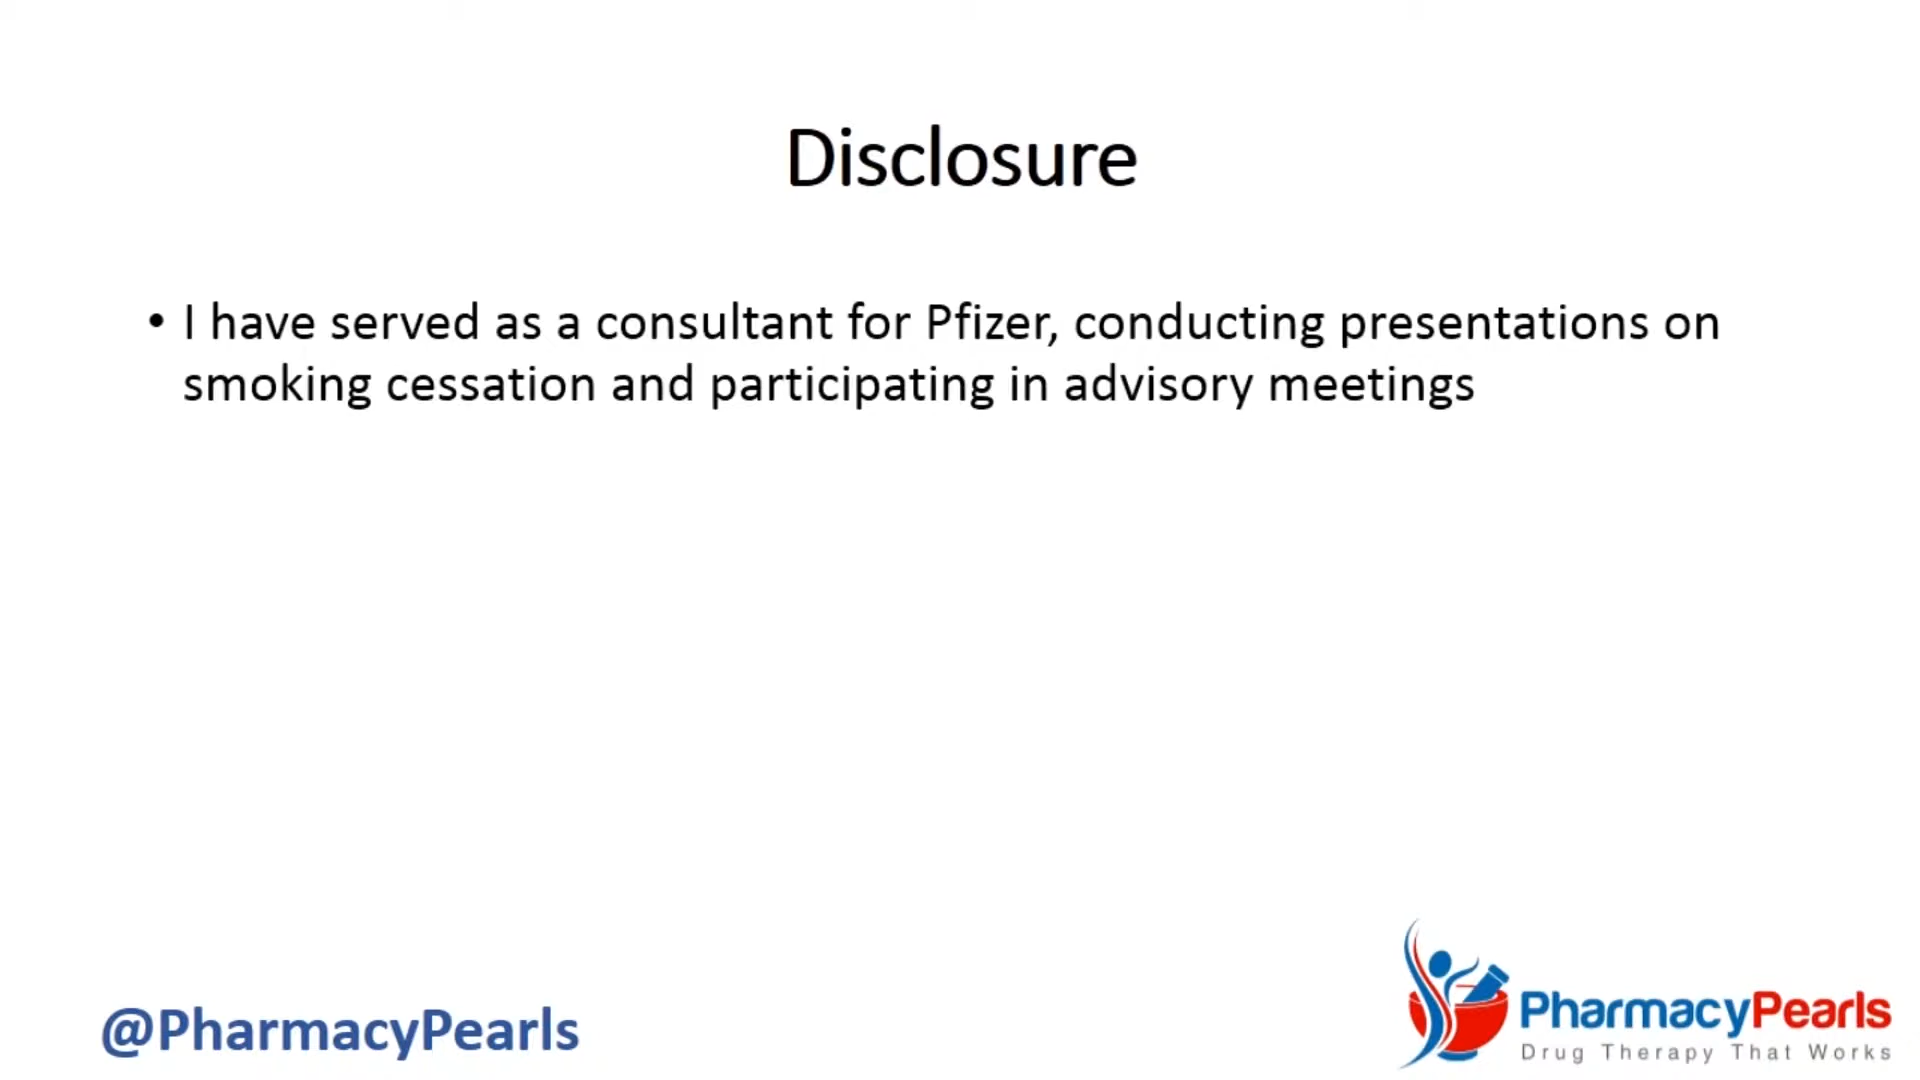 Disclosure
• I have served as a consultant for Pfizer, conducting presentations on
smoking cessation and participating in advisory meetings
@PharmacyPearls
PharmacyPearls
Drug Therapy That Works